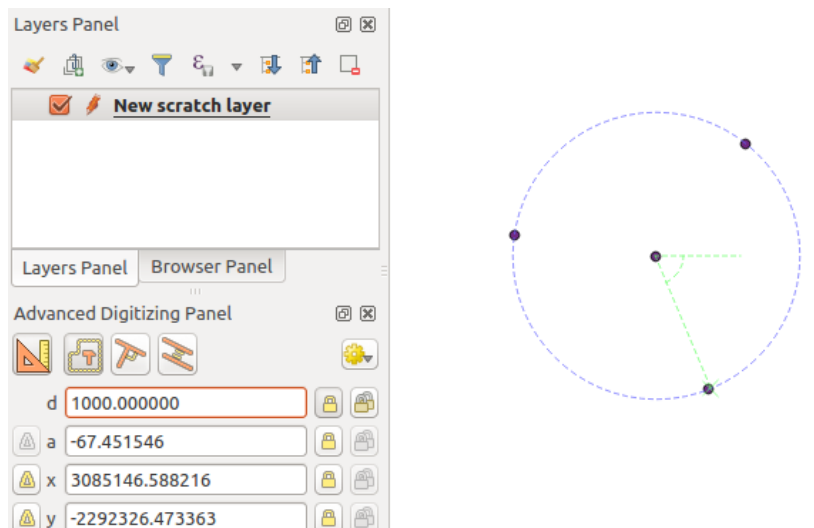 Layers Panel
New scratch layer
Layers Panel
Browser Panel
Advanced Digitizing Panel
d 1000.000000
a -67.451546
x 3085146.588216
y -2292326.473363